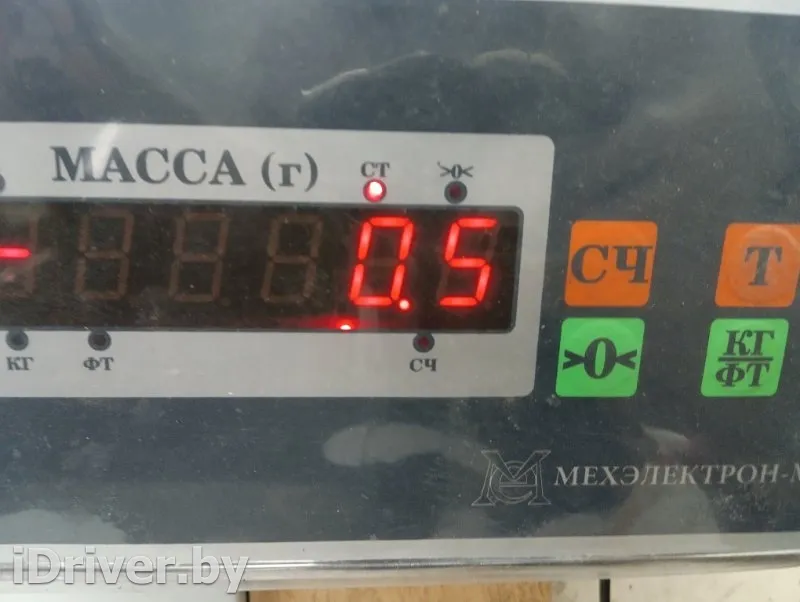 МАССА (г)
СТ
>0<
- 0.5
КГ
ФТ
СЧ
СЧ
Т
>0<
КГ
ФТ
МЕХЭЛЕКТРОН-М
iDriver.by